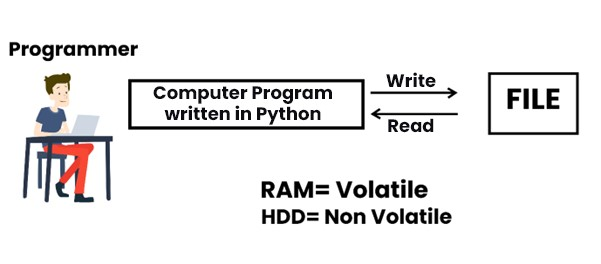 Programmer
Computer Program
written in Python
Write
Read
FILE
RAM= Volatile
HDD= Non Volatile